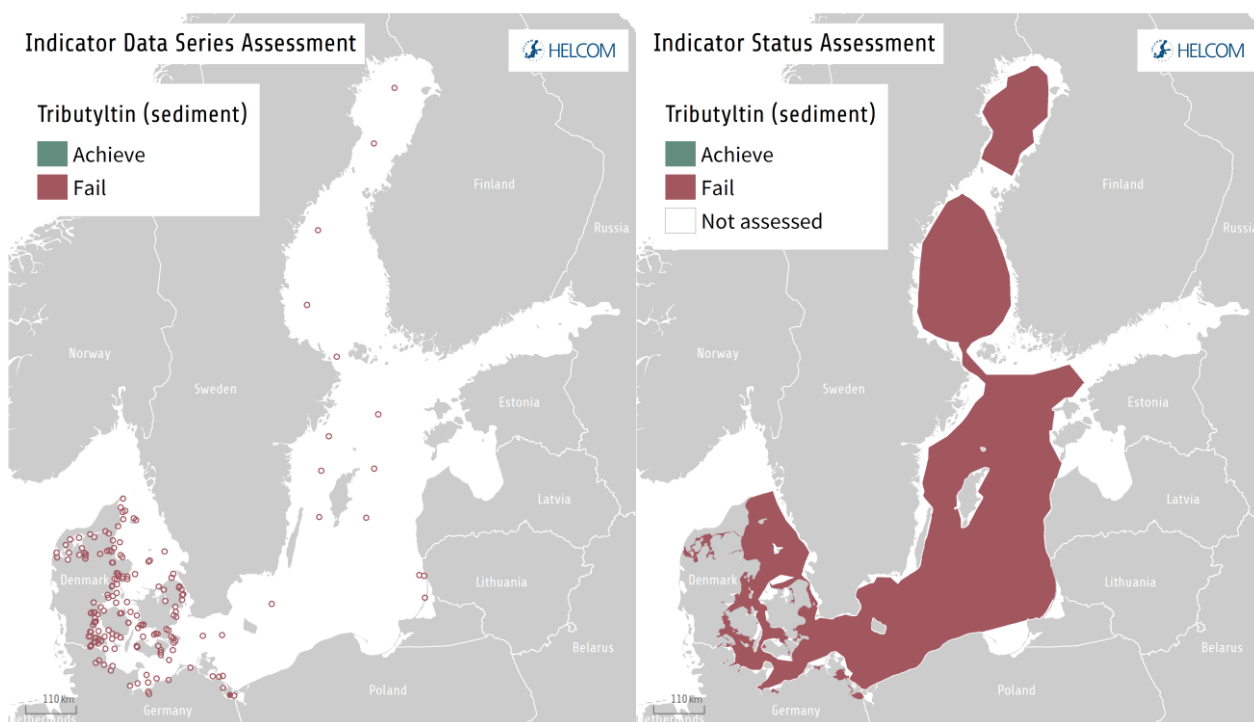 Indicator Data Series Assessment
HELCOM
Tributyltin (sediment)
Achieve
Fail
Finland
Russia
Norway
Sweden
Estonia
Latvia
Denmark
Lithuania
Belarus
Poland
110 Km
Germany
Netherlands
Indicator Status Assessment
HELCOM
Tributyltin (sediment)
Achieve
Fail
Not assessed
Finland
Russia
Norway
Sweden
Estonia
Latvia
Denmark
Lithuania
Belarus
Poland
110 Km
Germany
Netherlands